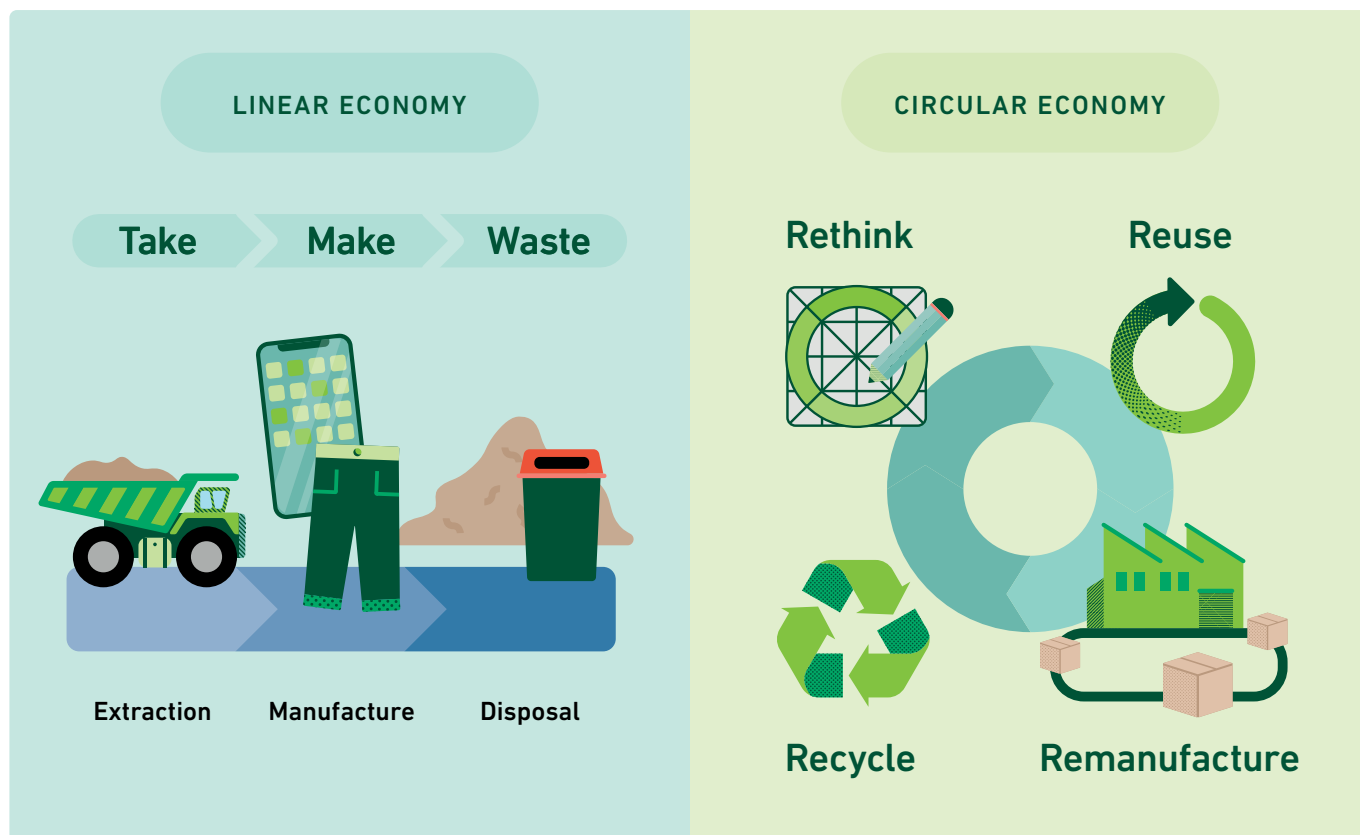 LINEAR ECONOMY
Take
Make
Waste
Extraction
Manufacture
Disposal
CIRCULAR ECONOMY
Rethink
Reuse
Recycle
Remanufacture